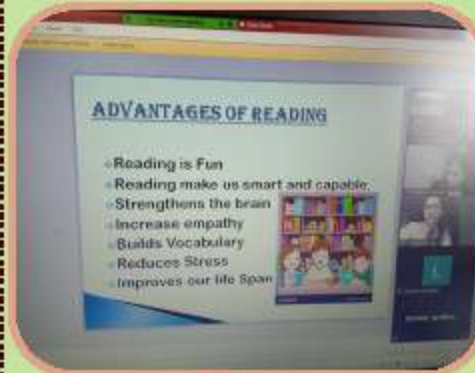 ADVANTAGES OF READING
Reading is Fun
Reading make us smart and capable.
Strengthens the brain
Increase empathy
Builds Vocabulary
Reduces Stress
Improves our life Span